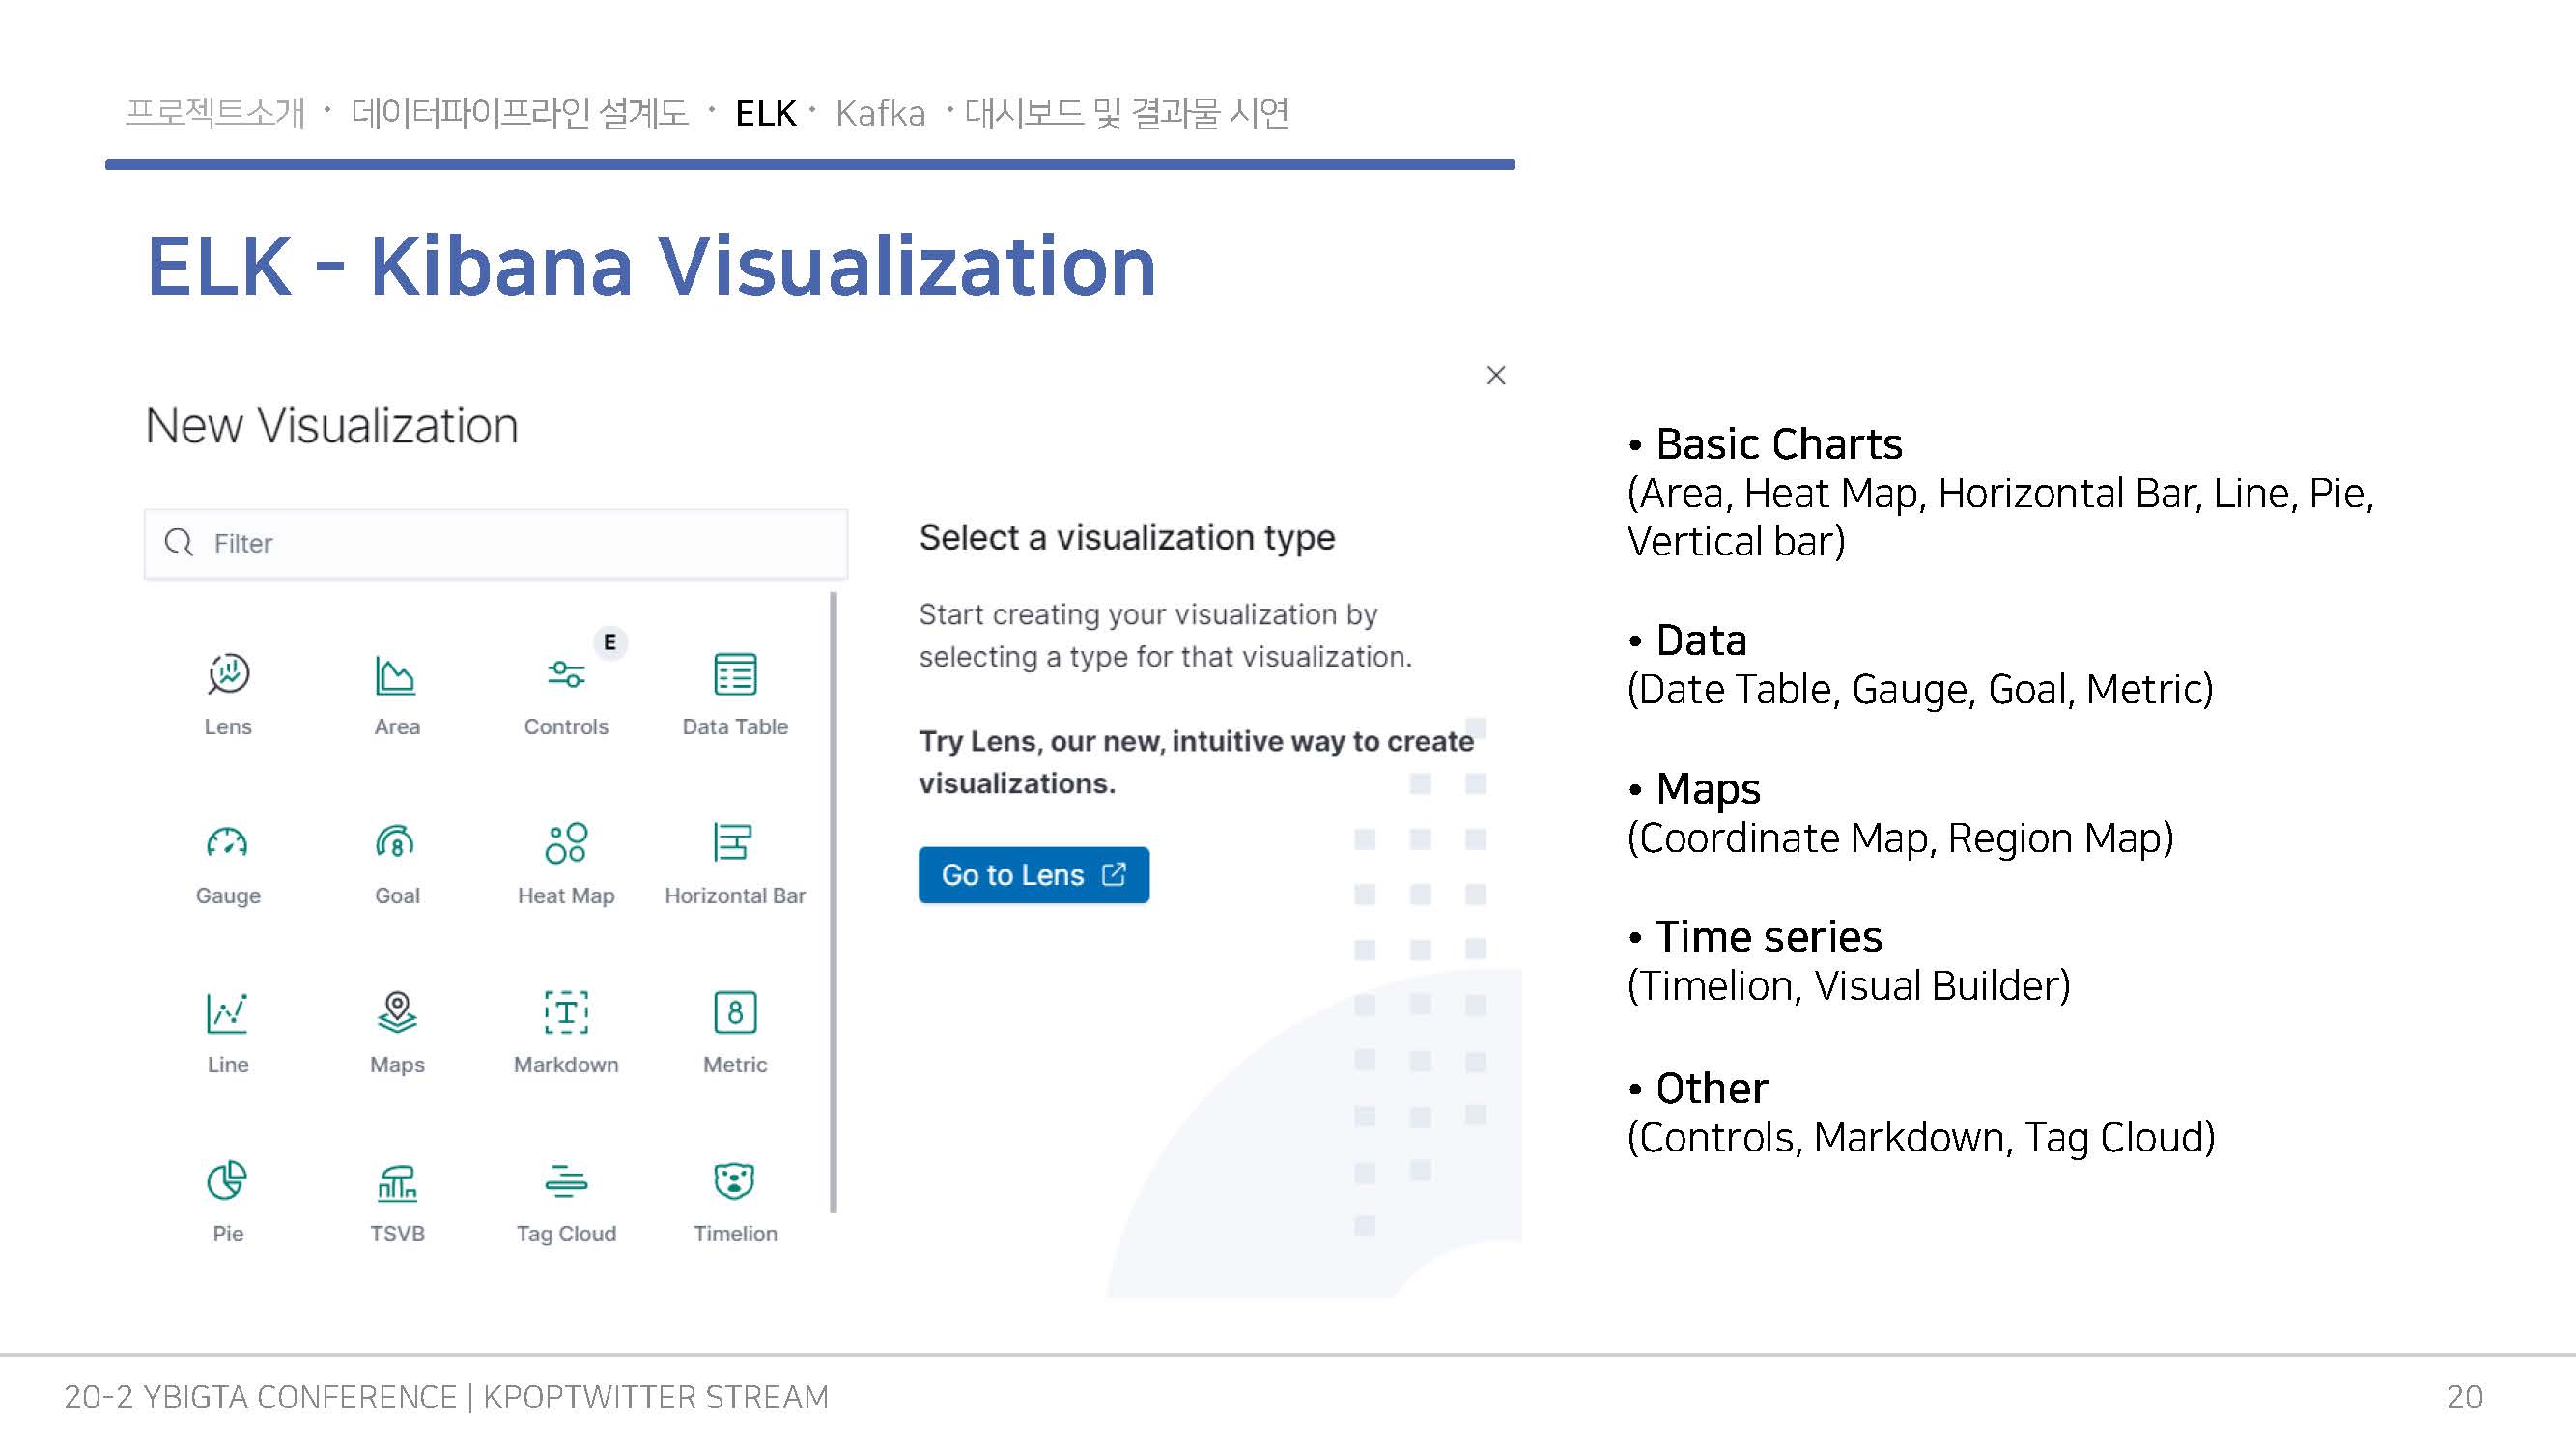 프로젝트소개 · 데이터파이프라인 설계도 · ELK · Kafka · 대시보드 및 결과물 시연
ELK - Kibana Visualization
New Visualization
Filter
E
Lens Area Controls Data Table
8
Gauge Goal Heat Map Horizontal Bar
T 8
Line Maps Markdown Metric
Pie TSVB Tag Cloud Timelion
Select a visualization type
Start creating your visualization by
selecting a type for that visualization.
Try Lens, our new, intuitive way to create
visualizations.
Go to Lens
• Basic Charts
(Area, Heat Map, Horizontal Bar, Line, Pie,
Vertical bar)
• Data
(Date Table, Gauge, Goal, Metric)
• Maps
(Coordinate Map, Region Map)
• Time series
(Timelion, Visual Builder)
• Other
(Controls, Markdown, Tag Cloud)
20-2 YBIGTA CONFERENCE | KPOPTWITTER STREAM
20